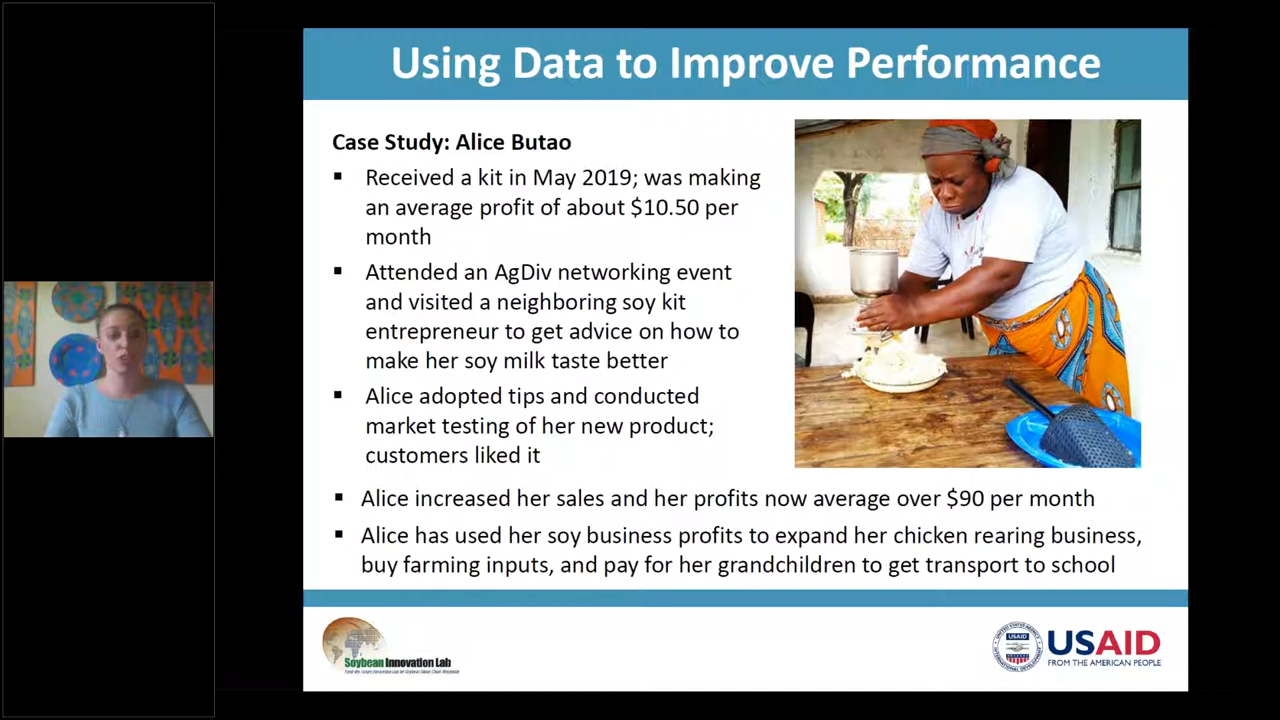 Using Data to Improve Performance
Case Study: Alice Butao
▪ Received a kit in May 2019; was making
an average profit of about $10.50 per
month
▪ Attended an AgDiv networking event
and visited a neighboring soy kit
entrepreneur to get advice on how to
make her soy milk taste better
▪ Alice adopted tips and conducted
market testing of her new product;
customers liked it
▪ Alice increased her sales and her profits now average over $90 per month
▪ Alice has used her soy business profits to expand her chicken rearing business,
buy farming inputs, and pay for her grandchildren to get transport to school
Soybean Innovation Lab
USAID
USAID
FROM THE AMERICAN PEOPLE